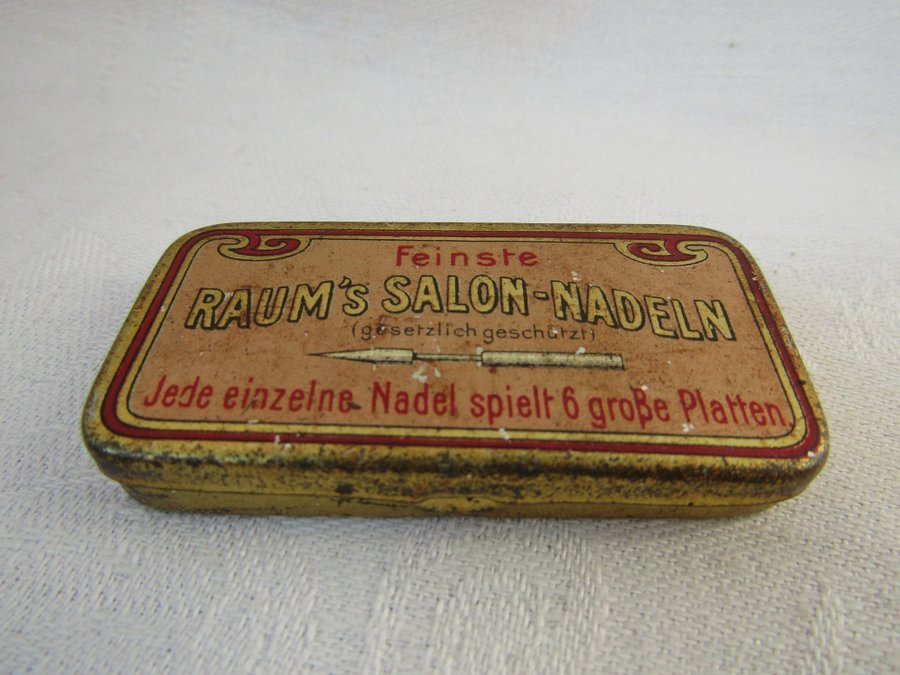 Feinste
RAUM's SALON-NADELN
(gesetzlich geschützt)
Jede einzelne Nadel spielt 6 große Platten.